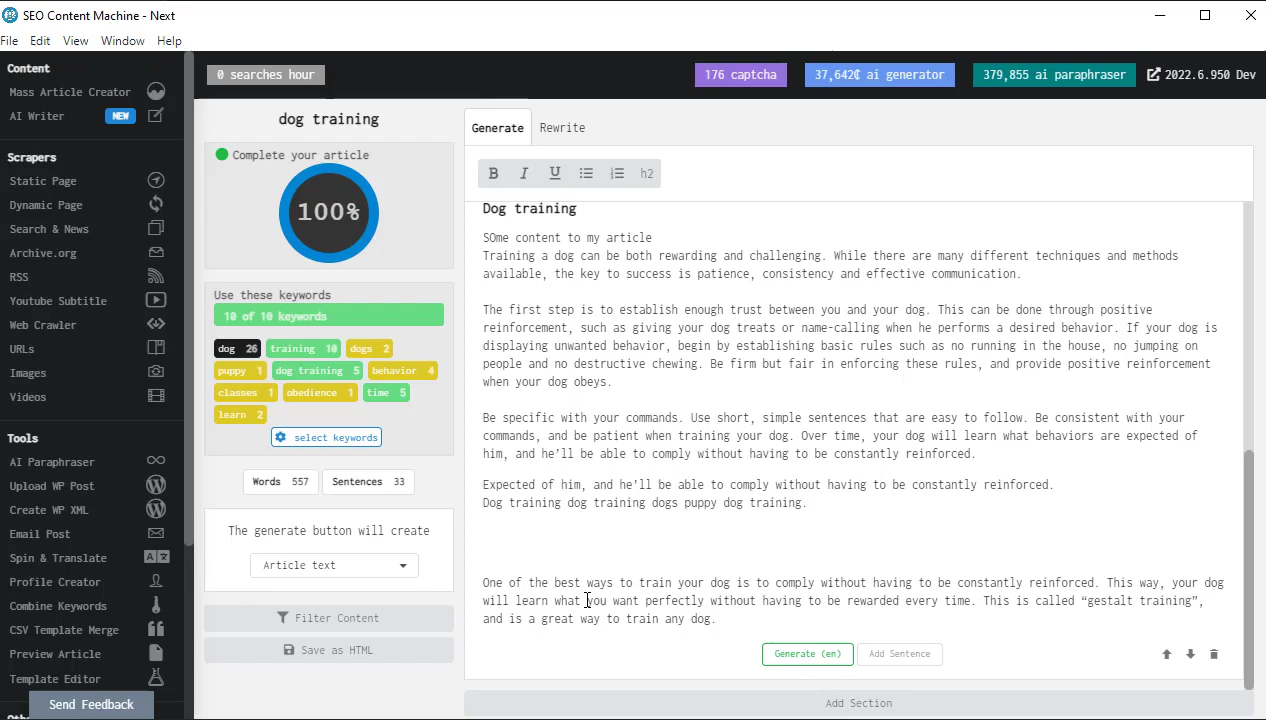 SEO Content Machine - Next
File Edit View Window Help
Content
Mass Article Creator
AI Writer NEW
Scrapers
Static Page
Dynamic Page
Search & News
Archive.org
RSS
Youtube Subtitle
Web Crawler
URLs
Images
Videos
Tools
AI Paraphraser
Upload WP Post
Create WP XML
Email Post
Spin & Translate
Profile Creator
Combine Keywords
CSV Template Merge
Preview Article
Template Editor
Send Feedback
0 searches hour
176 captcha
37,642₵ ai generator
379,855 ai paraphraser
2022.6.950 Dev
dog training
Complete your article
100%
Use these keywords
10 of 10 keywords
dog 26 training 10 dogs 2
puppy 1 dog training 5 behavior 4
classes 1 obedience 1 time 5
learn 2
select keywords
Words 557 Sentences 33
The generate button will create
Article text
Filter Content
Save as HTML
Generate Rewrite
B I U h2
Dog training
SOme content to my article
Training a dog can be both rewarding and challenging. While there are many different techniques and methods
available, the key to success is patience, consistency and effective communication.
The first step is to establish enough trust between you and your dog. This can be done through positive
reinforcement, such as giving your dog treats or name-calling when he performs a desired behavior. If your dog is
displaying unwanted behavior, begin by establishing basic rules such as no running in the house, no jumping on
people and no destructive chewing. Be firm but fair in enforcing these rules, and provide positive reinforcement
when your dog obeys.
Be specific with your commands. Use short, simple sentences that are easy to follow. Be consistent with your
commands, and be patient when training your dog. Over time, your dog will learn what behaviors are expected of
him, and he’ll be able to comply without having to be constantly reinforced.
Expected of him, and he’ll be able to comply without having to be constantly reinforced.
Dog training dog training dogs puppy dog training.
One of the best ways to train your dog is to comply without having to be constantly reinforced. This way, your dog
will learn what you want perfectly without having to be rewarded every time. This is called “gestalt training”,
and is a great way to train any dog.
Generate (en) Add Sentence
Add Section